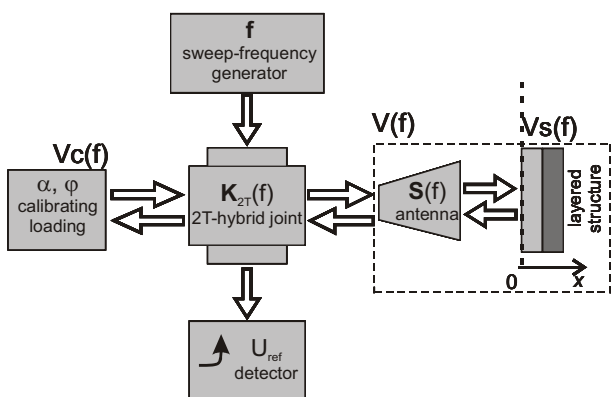 f
sweep-frequency
generator
Vc(f)
α, φ
calibrating
loading
K2T(f)
2T-hybrid joint
V(f)
S(f)
antenna
Vs(f)
layered
structure
0
x
Uref
detector